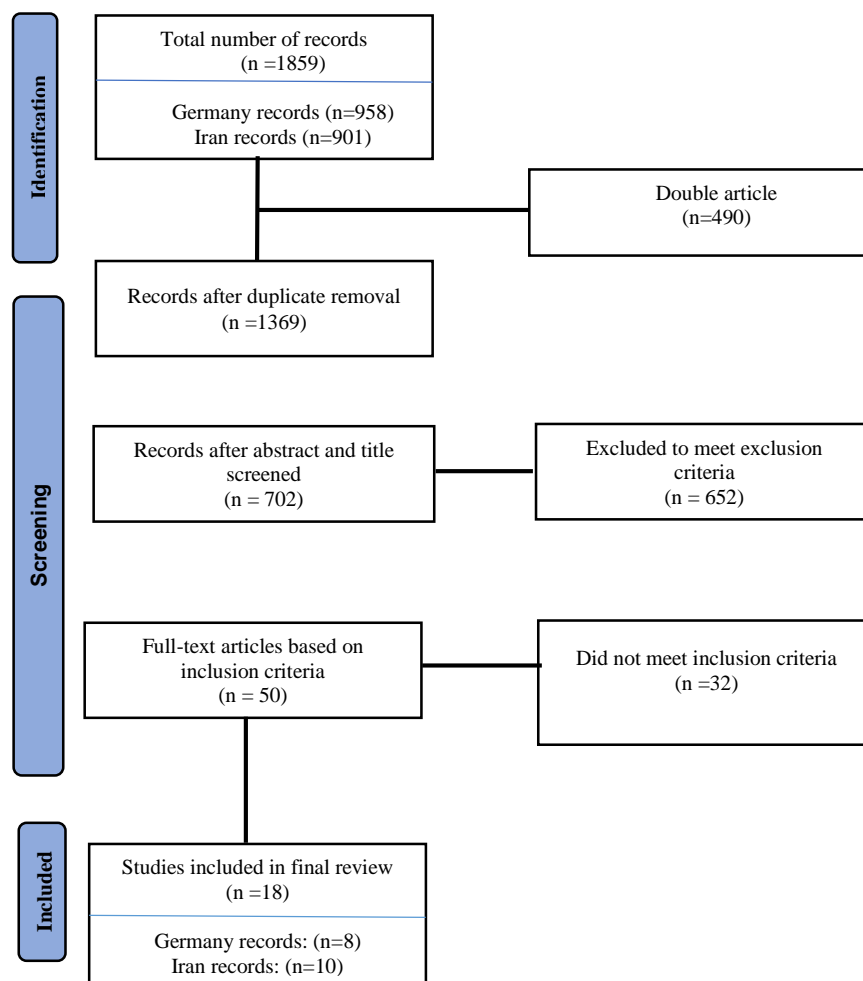 Identification
Total number of records
(n =1859)
Germany records (n=958)
Iran records (n=901)
Double article
(n=490)
Records after duplicate removal
(n =1369)
Screening
Records after abstract and title
screened
(n = 702)
Excluded to meet exclusion
criteria
(n = 652)
Full-text articles based on
inclusion criteria
(n = 50)
Did not meet inclusion criteria
(n =32)
Included
Studies included in final review
(n =18)
Germany records: (n=8)
Iran records: (n=10)